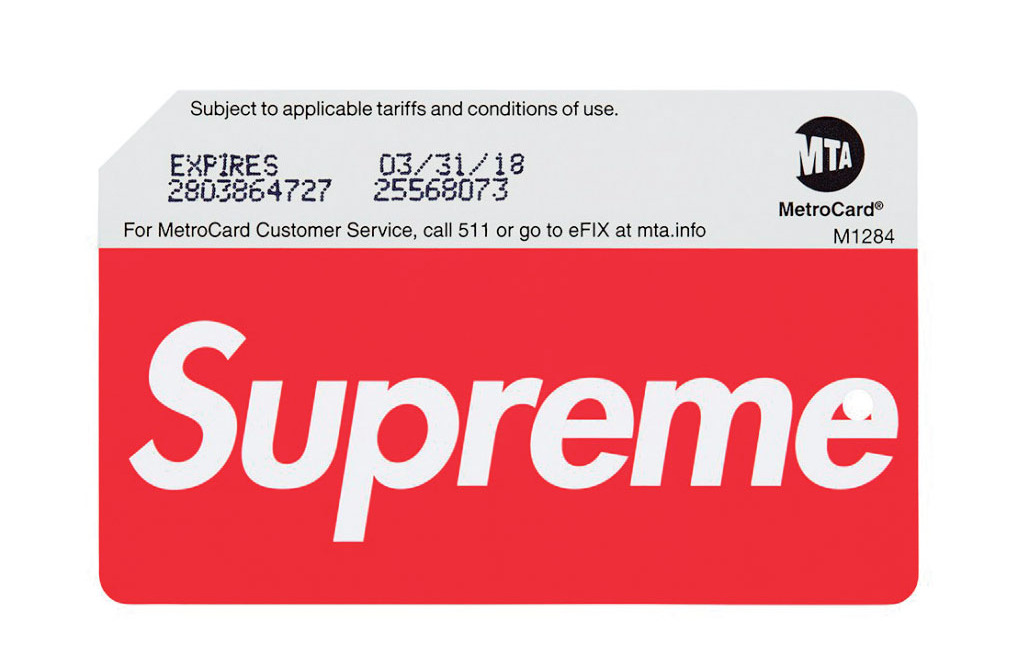 Subject to applicable tariffs and conditions of use.
EXPIRES 03/31/18
2803864727 25568073
MTA
MetroCard®
For MetroCard Customer Service, call 511 or go to eFIX at mta.info
M1284
Supreme